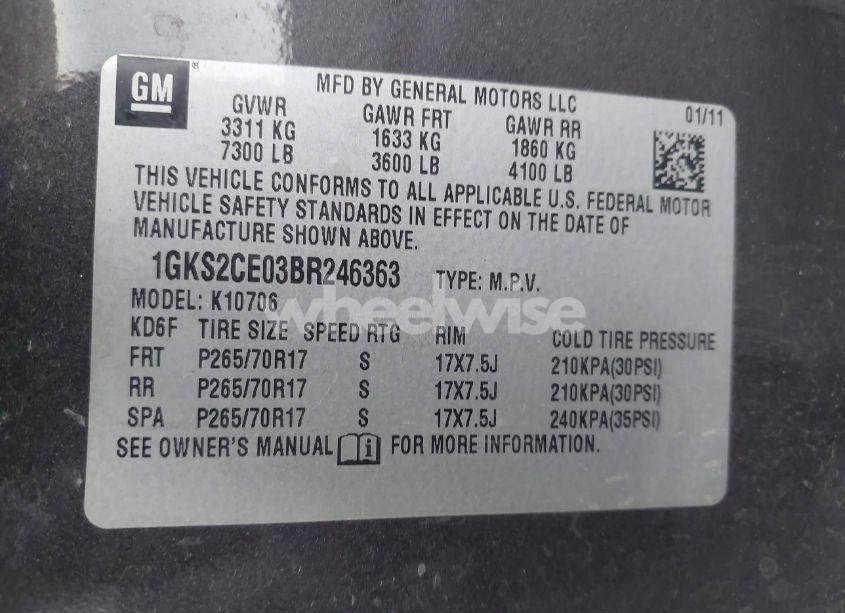 GM
MFD BY GENERAL MOTORS LLC
01/11
GVWR GAWR FRT GAWR RR
3311 KG 1633 KG 1860 KG
7300 LB 3600 LB 4100 LB
THIS VEHICLE CONFORMS TO ALL APPLICABLE U.S. FEDERAL MOTOR
VEHICLE SAFETY STANDARDS IN EFFECT ON THE DATE OF
MANUFACTURE SHOWN ABOVE.
1GKS2CE03BR246363 TYPE: M.P.V.
MODEL: K10706
wheelwise
KD6F TIRE SIZE SPEED RTG RIM COLD TIRE PRESSURE
FRT P265/70R17 S 17X7.5J 210KPA(30PSI)
RR P265/70R17 S 17X7.5J 210KPA(30PSI)
SPA P265/70R17 S 17X7.5J 240KPA(35PSI)
SEE OWNER'S MANUAL i FOR MORE INFORMATION.